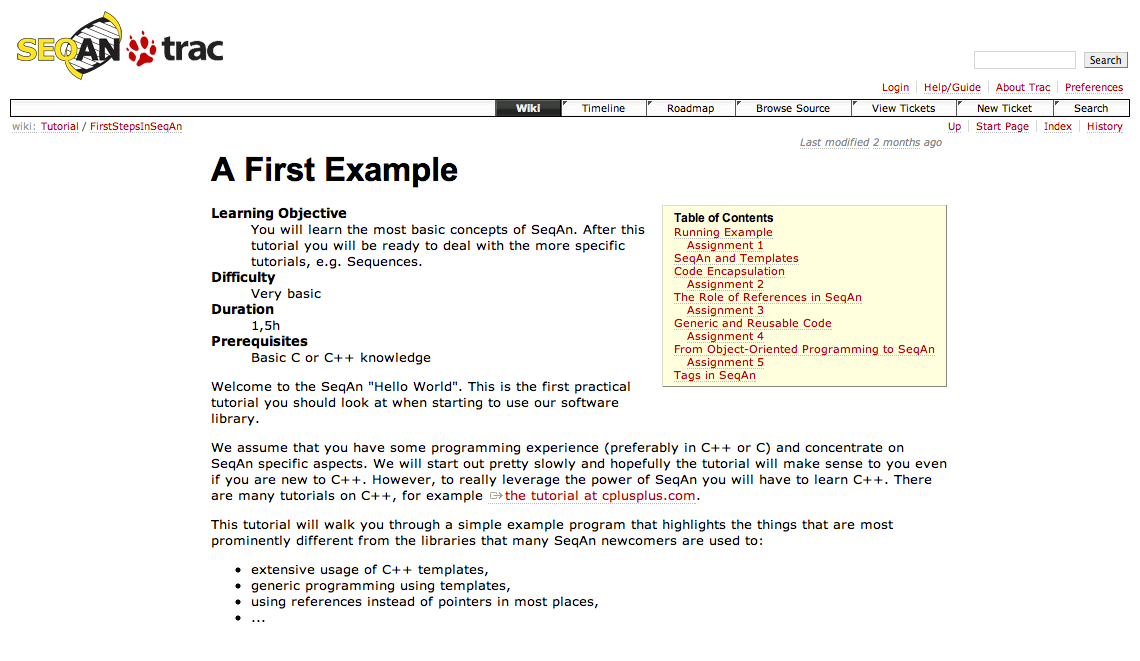 SEQAN trac
Search
Login Help/Guide About Trac Preferences
Wiki Timeline Roadmap Browse Source View Tickets New Ticket Search
wiki: Tutorial / FirstStepsInSeqAn
Up Start Page Index History
Last modified 2 months ago
A First Example
Learning Objective
You will learn the most basic concepts of SeqAn. After this
tutorial you will be ready to deal with the more specific
tutorials, e.g. Sequences.
Difficulty
Very basic
Duration
1,5h
Prerequisites
Basic C or C++ knowledge
Table of Contents
Running Example
Assignment 1
SeqAn and Templates
Code Encapsulation
Assignment 2
The Role of References in SeqAn
Assignment 3
Generic and Reusable Code
Assignment 4
From Object-Oriented Programming to SeqAn
Assignment 5
Tags in SeqAn
Welcome to the SeqAn "Hello World". This is the first practical
tutorial you should look at when starting to use our software
library.
We assume that you have some programming experience (preferably in C++ or C) and concentrate on
SeqAn specific aspects. We will start out pretty slowly and hopefully the tutorial will make sense to you even
if you are new to C++. However, to really leverage the power of SeqAn you will have to learn C++. There
are many tutorials on C++, for example the tutorial at cplusplus.com.
This tutorial will walk you through a simple example program that highlights the things that are most
prominently different from the libraries that many SeqAn newcomers are used to:
• extensive usage of C++ templates,
• generic programming using templates,
• using references instead of pointers in most places,
• ...